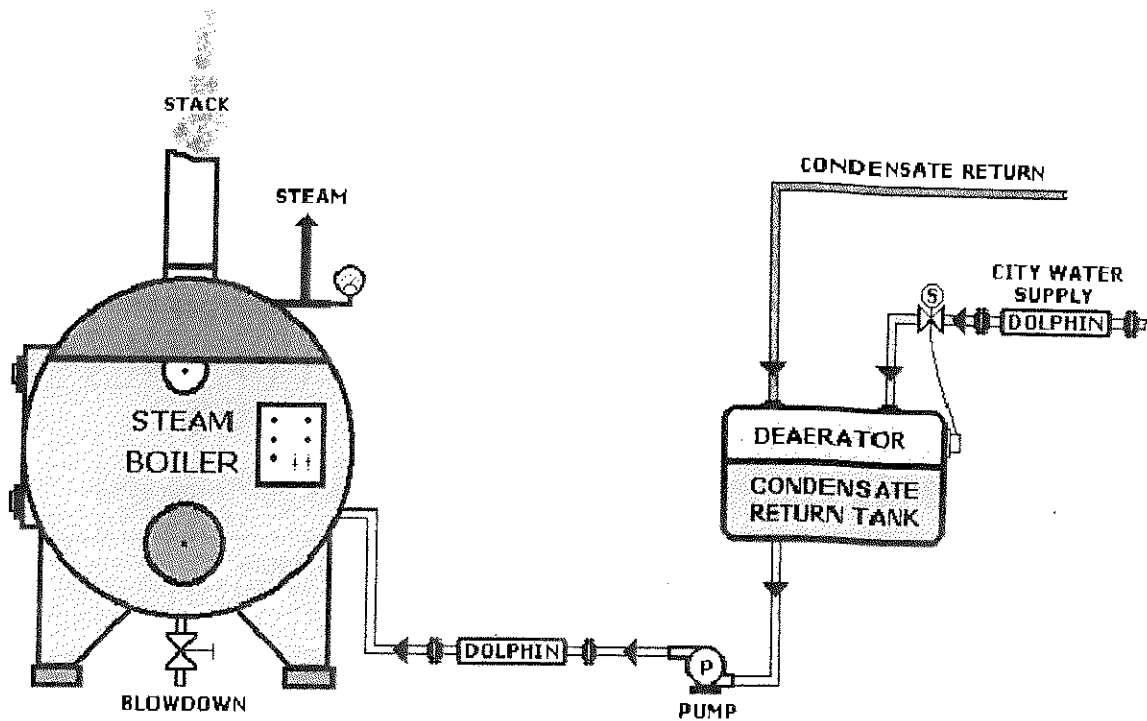 STACK
STEAM
CONDENSATE RETURN
CITY WATER
SUPPLY
S
DOLPHIN
STEAM
BOILER
DEAERATOR
CONDENSATE
RETURN TANK
DOLPHIN
P
BLOWDOWN
PUMP